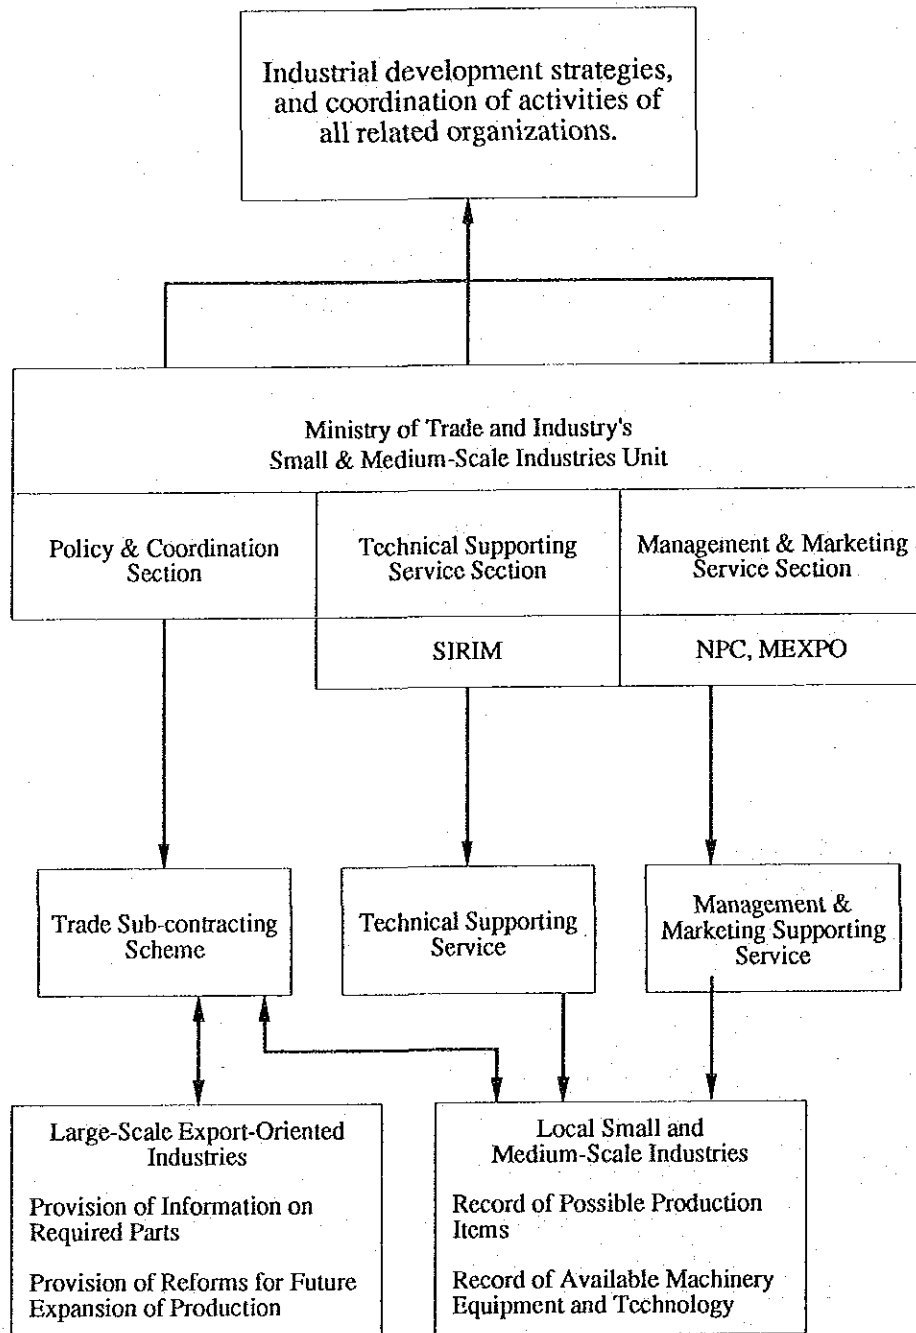 Industrial development strategies,
and coordination of activities of
all related organizations.
Ministry of Trade and Industry's
Small & Medium-Scale Industries Unit
Policy & Coordination
Section
Technical Supporting
Service Section
Management & Marketing
Service Section
SIRIM
NPC, MEXPO
Trade Sub-contracting
Scheme
Technical Supporting
Service
Management &
Marketing Supporting
Service
Large-Scale Export-Oriented
Industries
Provision of Information on
Required Parts
Provision of Reforms for Future
Expansion of Production
Local Small and
Medium-Scale Industries
Record of Possible Production
Items
Record of Available Machinery
Equipment and Technology